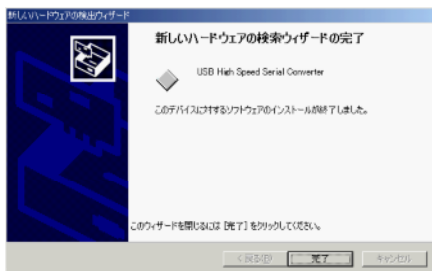 新しいハードウェアの検出ウィザード
新しいハードウェアの検索ウィザードの完了
USB High Speed Serial Converter
このデバイスに対するソフトウェアのインストールが終了しました。
このウィザードを閉じるには [完了] をクリックしてください。
< 戻る(B)
完了
キャンセル